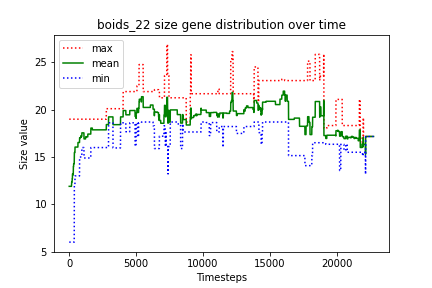 boids_22 size gene distribution over time
max
mean
min
25
20
15
10
5
Size value
0 5000 10000 15000 20000
Timesteps